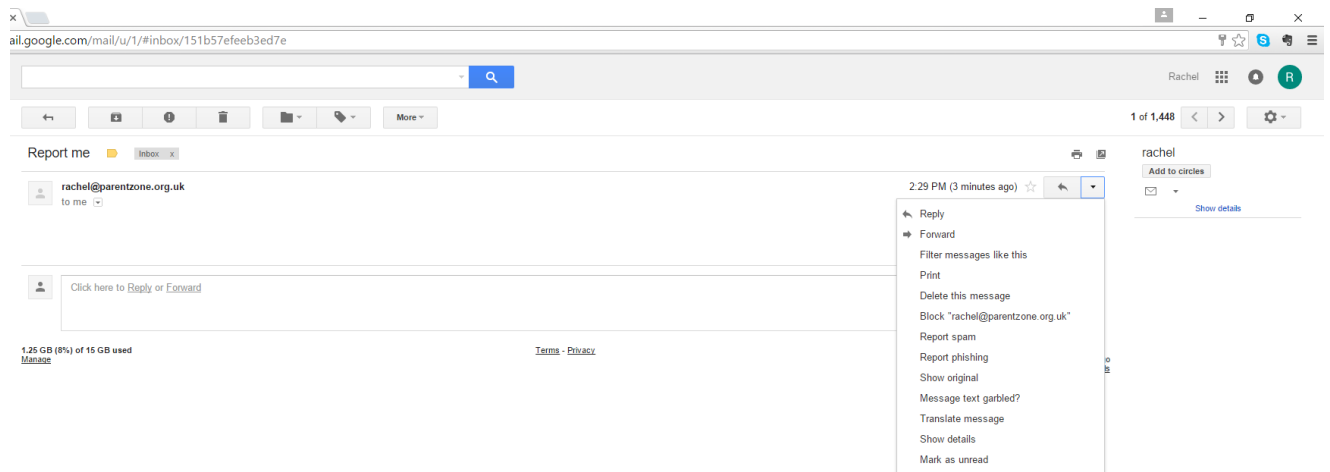 ail.google.com/mail/u/1/#inbox/151b57efeeb3ed7e
Rachel
R
More
1 of 1,448
Report me
Inbox x
rachel
Add to circles
Show details
rachel@parentzone.org.uk
to me
2:29 PM (3 minutes ago)
Reply
Forward
Filter messages like this
Print
Delete this message
Block "rachel@parentzone.org.uk"
Report spam
Report phishing
Show original
Message text garbled?
Translate message
Show details
Mark as unread
Click here to Reply or Forward
1.25 GB (8%) of 15 GB used
Manage
Terms - Privacy